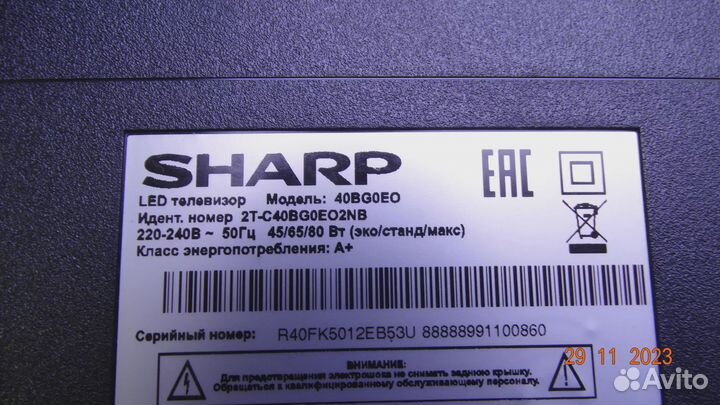 SHARP
EAC
LED телевизор Модель: 40BG0EO
Идент. номер 2T-C40BG0EO2NB
220-240В ~ 50Гц 45/65/80 Вт (эко/станд/макс)
Класс энергопотребления: A+
Серийный номер: R40FK5012EB53U 88888991100860
ВНИМАНИЕ:
Для предотвращения электрошока не снимать заднюю крышку.
Обращаться к квалифицированному обслуживающему персоналу.
29 11 2023
Avito